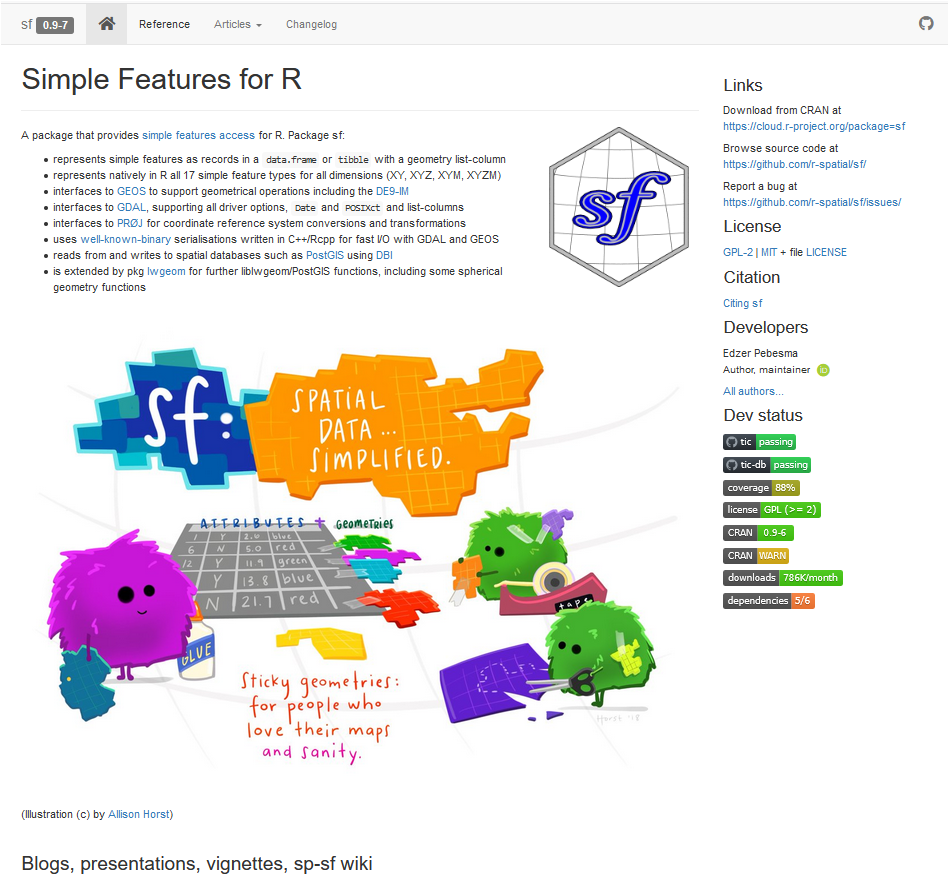 sf 0.9-7 Reference Articles Changelog
Simple Features for R
A package that provides simple features access for R. Package sf:
represents simple features as records in a data.frame or tibble with a geometry list-column
represents natively in R all 17 simple feature types for all dimensions (XY, XYZ, XYM, XYZM)
interfaces to GEOS to support geometrical operations including the DE9-IM
interfaces to GDAL, supporting all driver options, Date and POSIXct and list-columns
interfaces to PRØJ for coordinate reference system conversions and transformations
uses well-known-binary serialisations written in C++/Rcpp for fast I/O with GDAL and GEOS
reads from and writes to spatial databases such as PostGIS using DBI
is extended by pkg lwgeom for further liblwgeom/PostGIS functions, including some spherical
geometry functions
sf
sf:
SPATIAL
DATA...
SIMPLIFIED.
ATTRIBUTES + GEOMETRIES
1 Y 2.6 blue
6 N 5.0 red
12 Y 11.9 green
Y 13.8 blue
N 21.7 red
GLUE
tape
Sticky geometries:
for people who
love their maps
and sanity.
Horst '18
(Illustration (c) by Allison Horst)
Blogs, presentations, vignettes, sp-sf wiki
Links
Download from CRAN at
https://cloud.r-project.org/package=sf
Browse source code at
https://github.com/r-spatial/sf/
Report a bug at
https://github.com/r-spatial/sf/issues/
License
GPL-2 | MIT + file LICENSE
Citation
Citing sf
Developers
Edzer Pebesma
Author, maintainer iD
All authors...
Dev status
tic passing
tic-db passing
coverage 88%
license GPL (>= 2)
CRAN 0.9-6
CRAN WARN
downloads 786K/month
dependencies 5/6